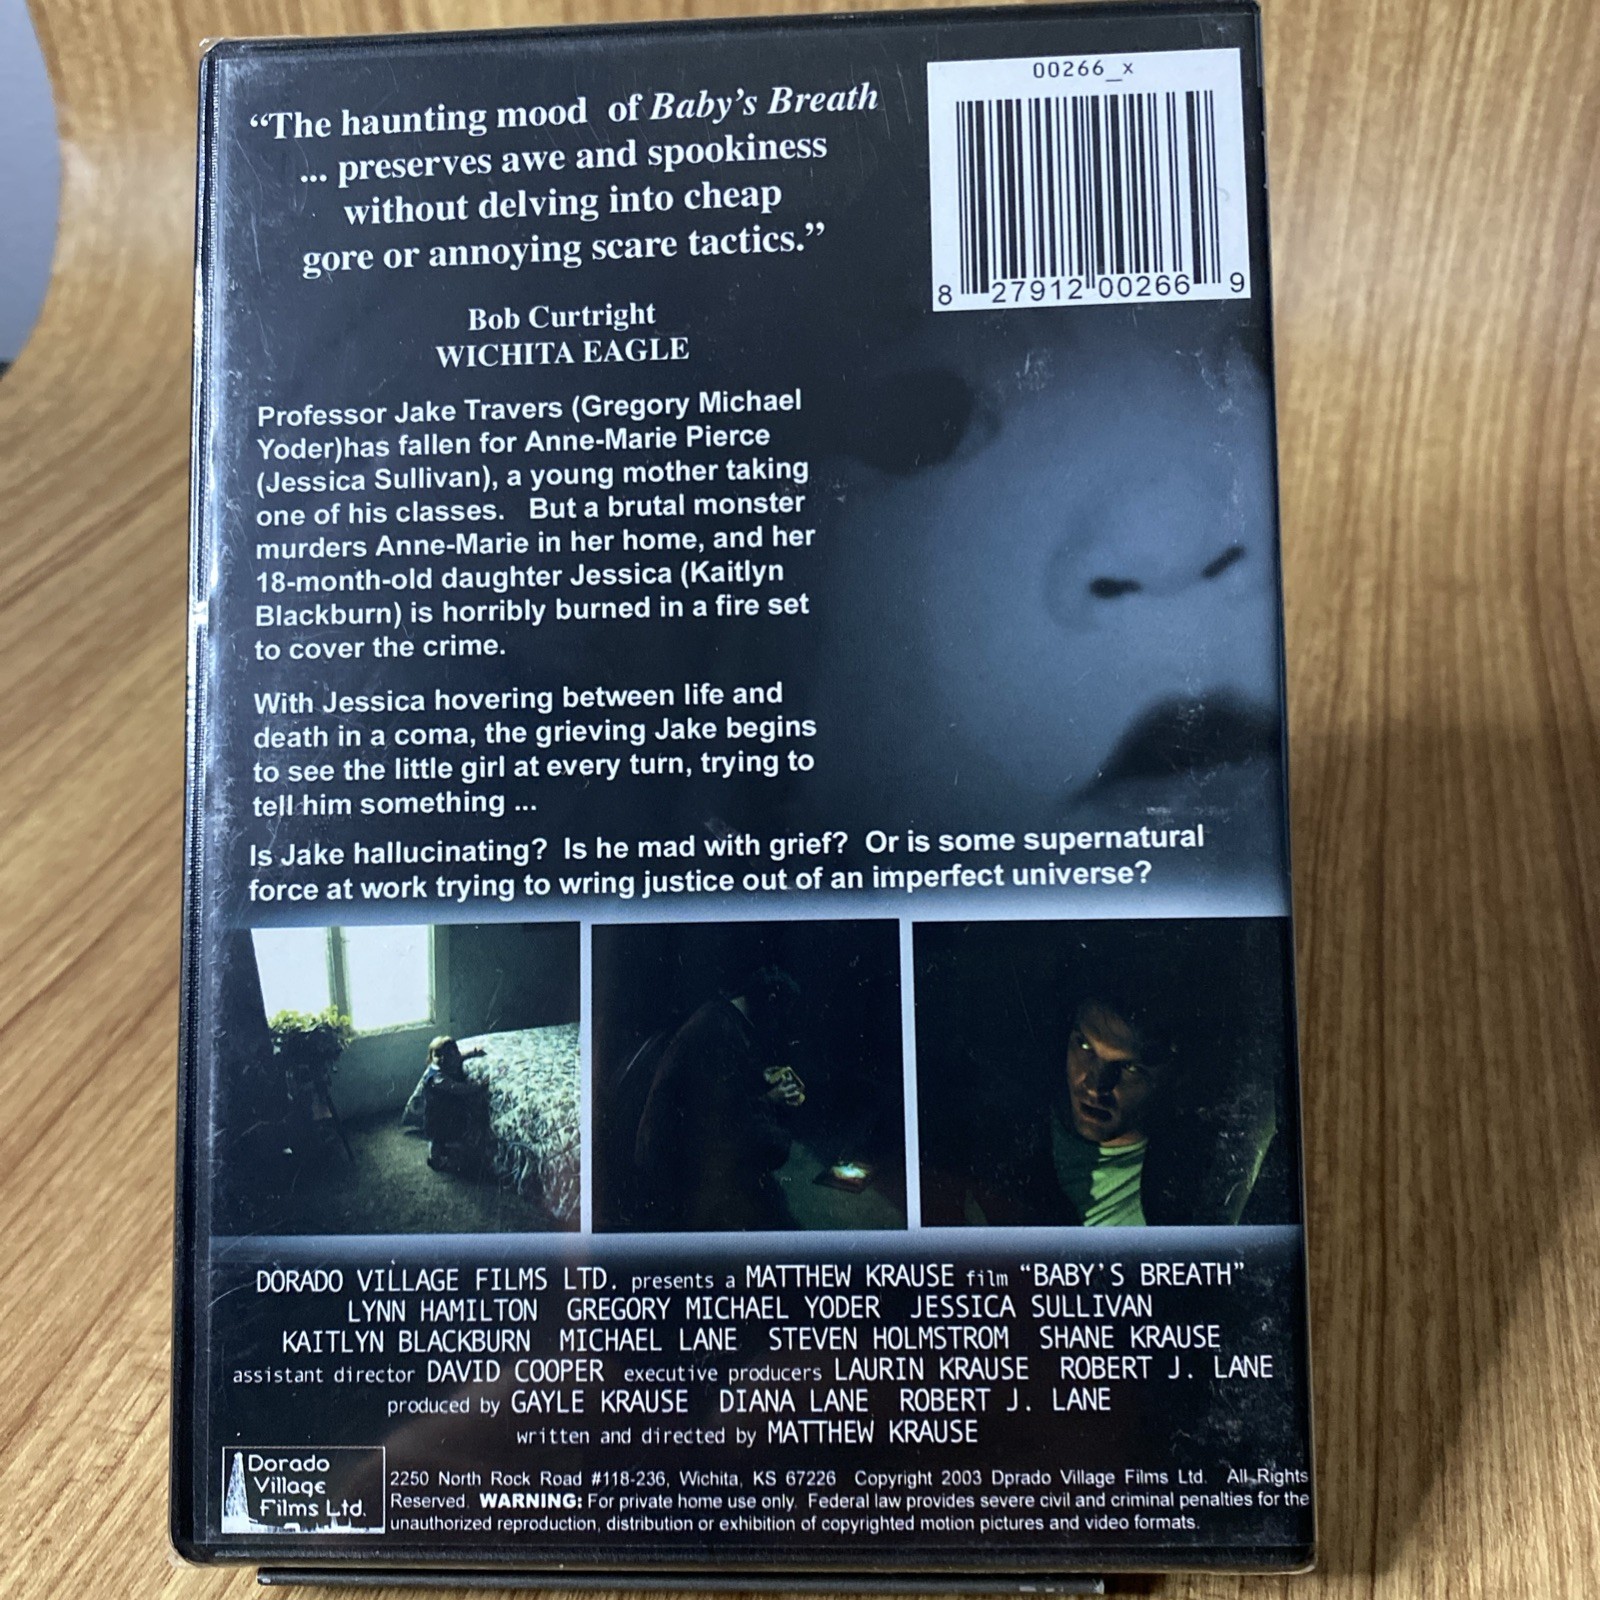 “The haunting mood of Baby’s Breath
... preserves awe and spookiness
without delving into cheap
gore or annoying scare tactics.”
Bob Curtright
WICHITA EAGLE
00266_x
8 27912 00266 9
Professor Jake Travers (Gregory Michael
Yoder)has fallen for Anne-Marie Pierce
(Jessica Sullivan), a young mother taking
one of his classes. But a brutal monster
murders Anne-Marie in her home, and her
18-month-old daughter Jessica (Kaitlyn
Blackburn) is horribly burned in a fire set
to cover the crime.
With Jessica hovering between life and
death in a coma, the grieving Jake begins
to see the little girl at every turn, trying to
tell him something ...
Is Jake hallucinating? Is he mad with grief? Or is some supernatural
force at work trying to wring justice out of an imperfect universe?
DORADO VILLAGE FILMS LTD. presents a MATTHEW KRAUSE film “BABY’S BREATH”
LYNN HAMILTON GREGORY MICHAEL YODER JESSICA SULLIVAN
KAITLYN BLACKBURN MICHAEL LANE STEVEN HOLMSTROM SHANE KRAUSE
assistant director DAVID COOPER executive producers LAURIN KRAUSE ROBERT J. LANE
produced by GAYLE KRAUSE DIANA LANE ROBERT J. LANE
written and directed by MATTHEW KRAUSE
Dorado
Village
Films Ltd.
2250 North Rock Road #118-236, Wichita, KS 67226 Copyright 2003 Dprado Village Films Ltd. All Rights
Reserved. WARNING: For private home use only. Federal law provides severe civil and criminal penalties for the
unauthorized reproduction, distribution or exhibition of copyrighted motion pictures and video formats.